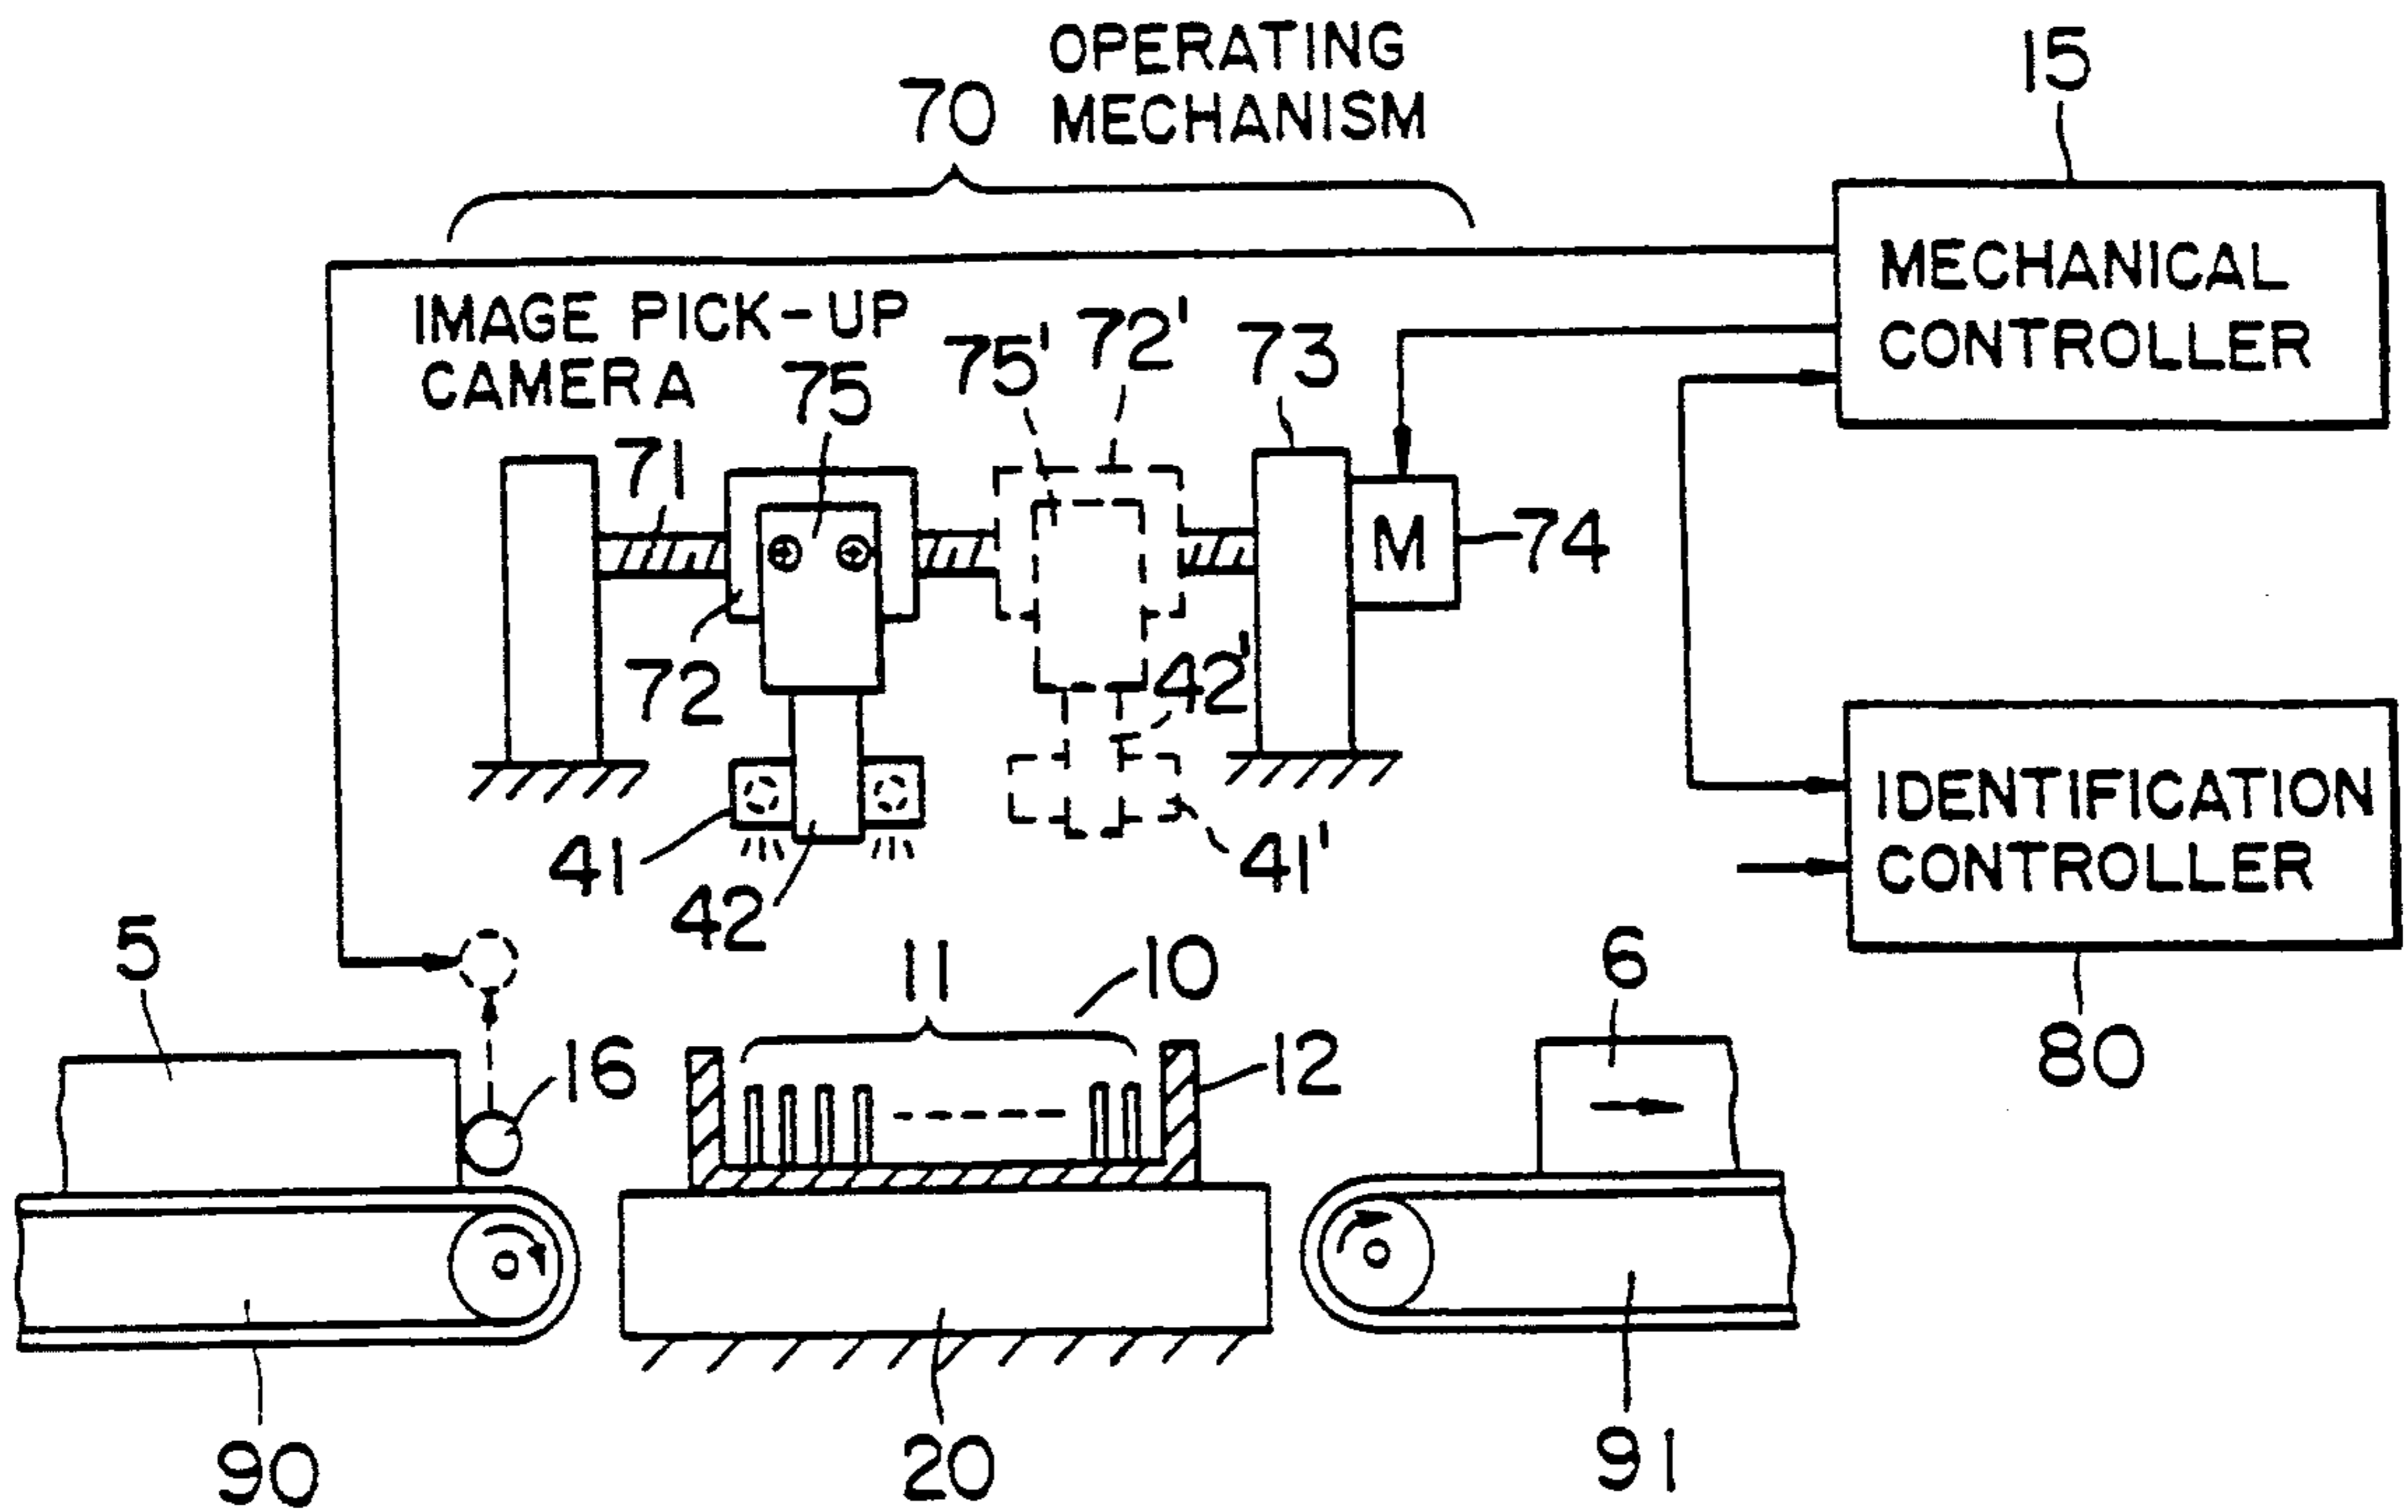 OPERATING
70 MECHANISM
15
MECHANICAL
CONTROLLER
IMAGE PICK-UP
CAMERA
75
75'
72'
73
71
M
74
72
42'
41
42
41'
IDENTIFICATION
CONTROLLER
80
5
16
11
10
12
6
90
20
91